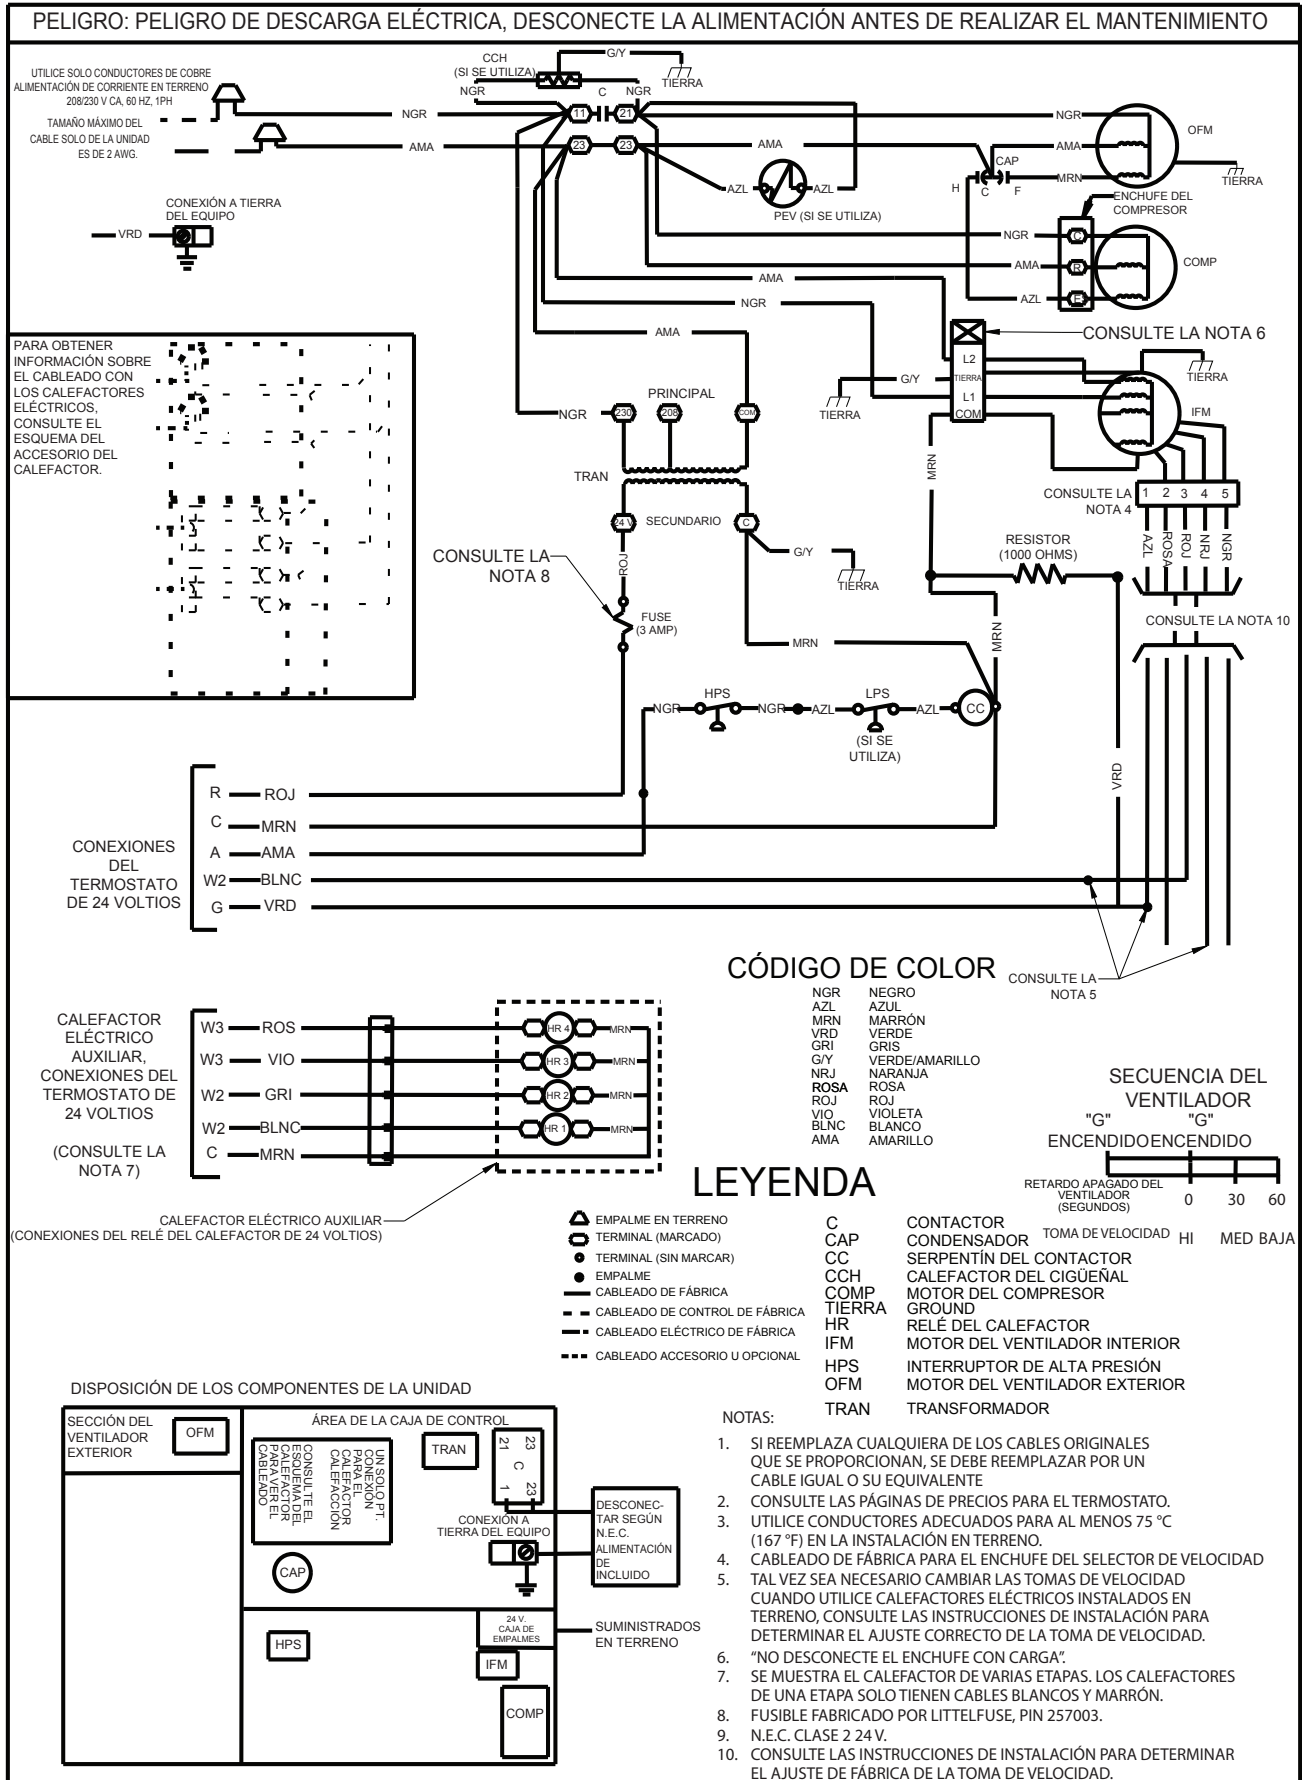 PELIGRO: PELIGRO DE DESCARGA ELÉCTRICA, DESCONECTE LA ALIMENTACIÓN ANTES DE REALIZAR EL MANTENIMIENTO
UTILICE SOLO CONDUCTORES DE COBRE
ALIMENTACIÓN DE CORRIENTE EN TERRENO
208/230 V CA, 60 HZ, 1PH
TAMAÑO MÁXIMO DEL
CABLE SOLO DE LA UNIDAD
ES DE 2 AWG.
NGR
AMA
CCH
(SI SE UTILIZA)
G/Y
TIERRA
NGR
C
NGR
11
21
23
23
NGR
AMA
AMA
MRN
OFM
TIERRA
CAP
H
C
F
AZL
AZL
PEV (SI SE UTILIZA)
CONEXIÓN A TIERRA
DEL EQUIPO
VRD
ENCHUFE DEL
COMPRESOR
NGR
C
AMA
R
AZL
COMP
AMA
NGR
AMA
CONSULTE LA NOTA 6
L2
TIERRA
L1
COM
G/Y
TIERRA
TIERRA
IFM
PARA OBTENER
INFORMACIÓN SOBRE
EL CABLEADO CON
LOS CALEFACTORES
ELÉCTRICOS,
CONSULTE EL
ESQUEMA DEL
ACCESORIO DEL
CALEFACTOR.
NGR
PRINCIPAL
230
208
COM
TRAN
24 V
SECUNDARIO
C
G/Y
TIERRA
MRN
CONSULTE LA
NOTA 4
1 2 3 4 5
AZL
ROSA
ROJ
NRJ
NGR
RESISTOR
(1000 OHMS)
CONSULTE LA
NOTA 8
ROJ
FUSE
(3 AMP)
MRN
MRN
CONSULTE LA NOTA 10
NGR
HPS
NGR
AZL
LPS
AZL
CC
(SI SE
UTILIZA)
VRD
CONEXIONES
DEL
TERMOSTATO
DE 24 VOLTIOS
R ROJ
C MRN
A AMA
W2 BLNC
G VRD
CONSULTE LA
NOTA 5
CÓDIGO DE COLOR
NGR NEGRO
AZL AZUL
MRN MARRÓN
VRD VERDE
GRI GRIS
G/Y VERDE/AMARILLO
NRJ NARANJA
ROSA ROSA
ROJ ROJ
VIO VIOLETA
BLNC BLANCO
AMA AMARILLO
CALEFACTOR
ELÉCTRICO
AUXILIAR,
CONEXIONES DEL
TERMOSTATO DE
24 VOLTIOS
(CONSULTE LA
NOTA 7)
W3 ROS HR 4 MRN
W3 VIO HR 3 MRN
W2 GRI HR 2 MRN
W2 BLNC HR 1 MRN
C MRN
CALEFACTOR ELÉCTRICO AUXILIAR
(CONEXIONES DEL RELÉ DEL CALEFACTOR DE 24 VOLTIOS)
SECUENCIA DEL
VENTILADOR
"G" "G"
ENCENDIDO ENCENDIDO
RETARDO APAGADO DEL
VENTILADOR
(SEGUNDOS)
0 30 60
TOMA DE VELOCIDAD HI MED BAJA
LEYENDA
EMPALME EN TERRENO
TERMINAL (MARCADO)
TERMINAL (SIN MARCAR)
EMPALME
CABLEADO DE FÁBRICA
CABLEADO DE CONTROL DE FÁBRICA
CABLEADO ELÉCTRICO DE FÁBRICA
CABLEADO ACCESORIO U OPCIONAL
C CONTACTOR
CAP CONDENSADOR
CC SERPENTÍN DEL CONTACTOR
CCH CALEFACTOR DEL CIGÜEÑAL
COMP MOTOR DEL COMPRESOR
TIERRA GROUND
HR RELÉ DEL CALEFACTOR
IFM MOTOR DEL VENTILADOR INTERIOR
HPS INTERRUPTOR DE ALTA PRESIÓN
OFM MOTOR DEL VENTILADOR EXTERIOR
TRAN TRANSFORMADOR
DISPOSICIÓN DE LOS COMPONENTES DE LA UNIDAD
SECCIÓN DEL
VENTILADOR
EXTERIOR
OFM
ÁREA DE LA CAJA DE CONTROL
UN SOLO PT.
CONEXIÓN
PARA EL
CALEFACTOR
CALEFACCIÓN
CONSULTE EL
ESQUEMA DEL
CALEFACTOR
PARA VER EL
CABLEADO
TRAN
21 23
C
1 23
CONEXIÓN A
TIERRA DEL EQUIPO
DESCONEC-
TAR SEGÚN
N.E.C.
ALIMENTACIÓN
DE
INCLUIDO
CAP
HPS
24 V.
CAJA DE
EMPALMES
SUMINISTRADOS
EN TERRENO
IFM
COMP
NOTAS:
1. SI REEMPLAZA CUALQUIERA DE LOS CABLES ORIGINALES
QUE SE PROPORCIONAN, SE DEBE REEMPLAZAR POR UN
CABLE IGUAL O SU EQUIVALENTE
2. CONSULTE LAS PÁGINAS DE PRECIOS PARA EL TERMOSTATO.
3. UTILICE CONDUCTORES ADECUADOS PARA AL MENOS 75 °C
(167 °F) EN LA INSTALACIÓN EN TERRENO.
4. CABLEADO DE FÁBRICA PARA EL ENCHUFE DEL SELECTOR DE VELOCIDAD
5. TAL VEZ SEA NECESARIO CAMBIAR LAS TOMAS DE VELOCIDAD
CUANDO UTILICE CALEFACTORES ELÉCTRICOS INSTALADOS EN
TERRENO, CONSULTE LAS INSTRUCCIONES DE INSTALACIÓN PARA
DETERMINAR EL AJUSTE CORRECTO DE LA TOMA DE VELOCIDAD.
6. “NO DESCONECTE EL ENCHUFE CON CARGA”.
7. SE MUESTRA EL CALEFACTOR DE VARIAS ETAPAS. LOS CALEFACTORES
DE UNA ETAPA SOLO TIENEN CABLES BLANCOS Y MARRÓN.
8. FUSIBLE FABRICADO POR LITTELFUSE, PIN 257003.
9. N.E.C. CLASE 2 24 V.
10. CONSULTE LAS INSTRUCCIONES DE INSTALACIÓN PARA DETERMINAR
EL AJUSTE DE FÁBRICA DE LA TOMA DE VELOCIDAD.